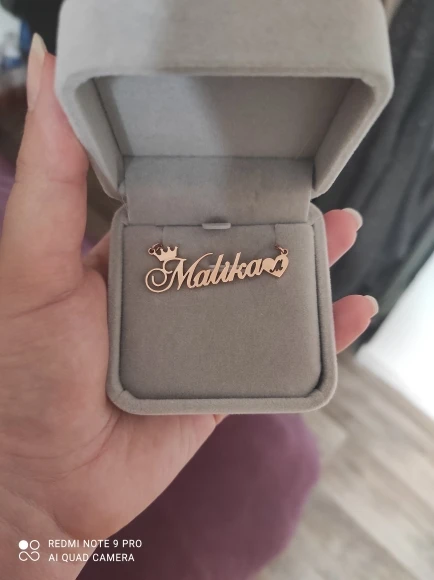 Malika
REDMI NOTE 9 PRO
AI QUAD CAMERA